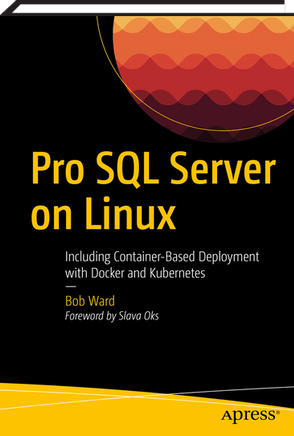 Pro SQL Server
on Linux
Including Container-Based Deployment
with Docker and Kubernetes
—
Bob Ward
Foreword by Slava Oks
Apress®